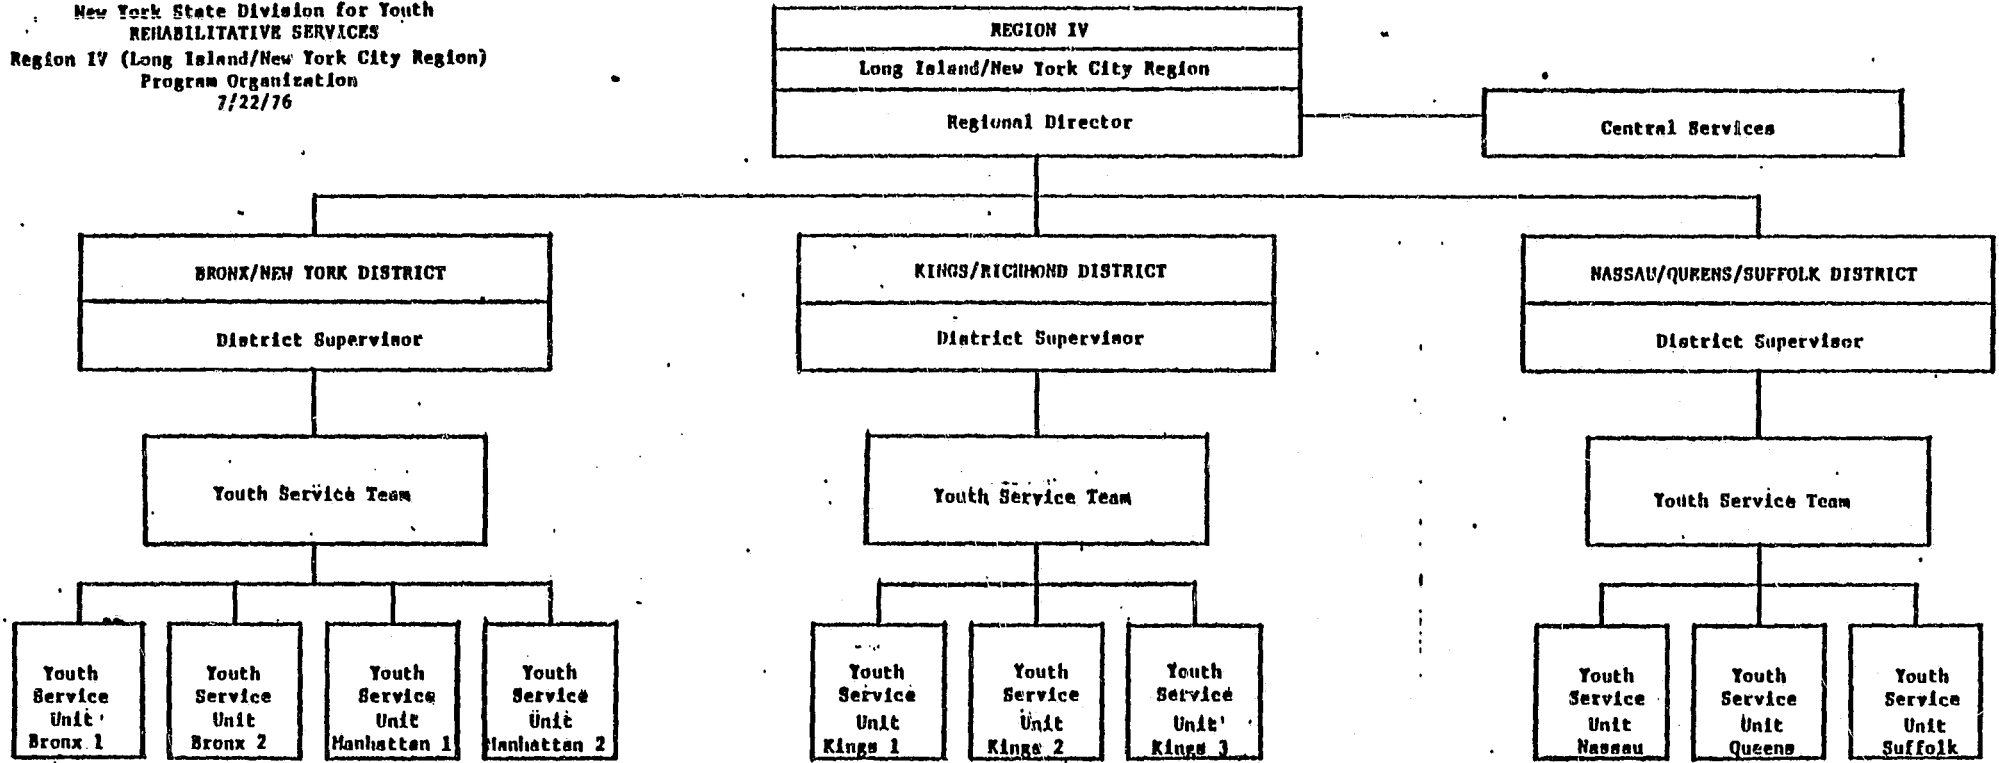 New York State Division for Youth
REHABILITATIVE SERVICES
Region IV (Long Island/New York City Region)
Program Organization
7/22/76
REGION IV
Long Island/New York City Region
Regional Director
Central Services
BRONX/NEW YORK DISTRICT
District Supervisor
KINGS/RICHMOND DISTRICT
District Supervisor
NASSAU/QUEENS/SUFFOLK DISTRICT
District Supervisor
Youth Service Team
Youth Service Team
Youth Service Team
Youth
Service
Unit
Bronx 1
Youth
Service
Unit
Bronx 2
Youth
Service
Unit
Manhattan 1
Youth
Service
Unit
Manhattan 2
Youth
Service
Unit
Kings 1
Youth
Service
Unit
Kings 2
Youth
Service
Unit
Kings 3
Youth
Service
Unit
Nassau
Youth
Service
Unit
Queens
Youth
Service
Unit
Suffolk